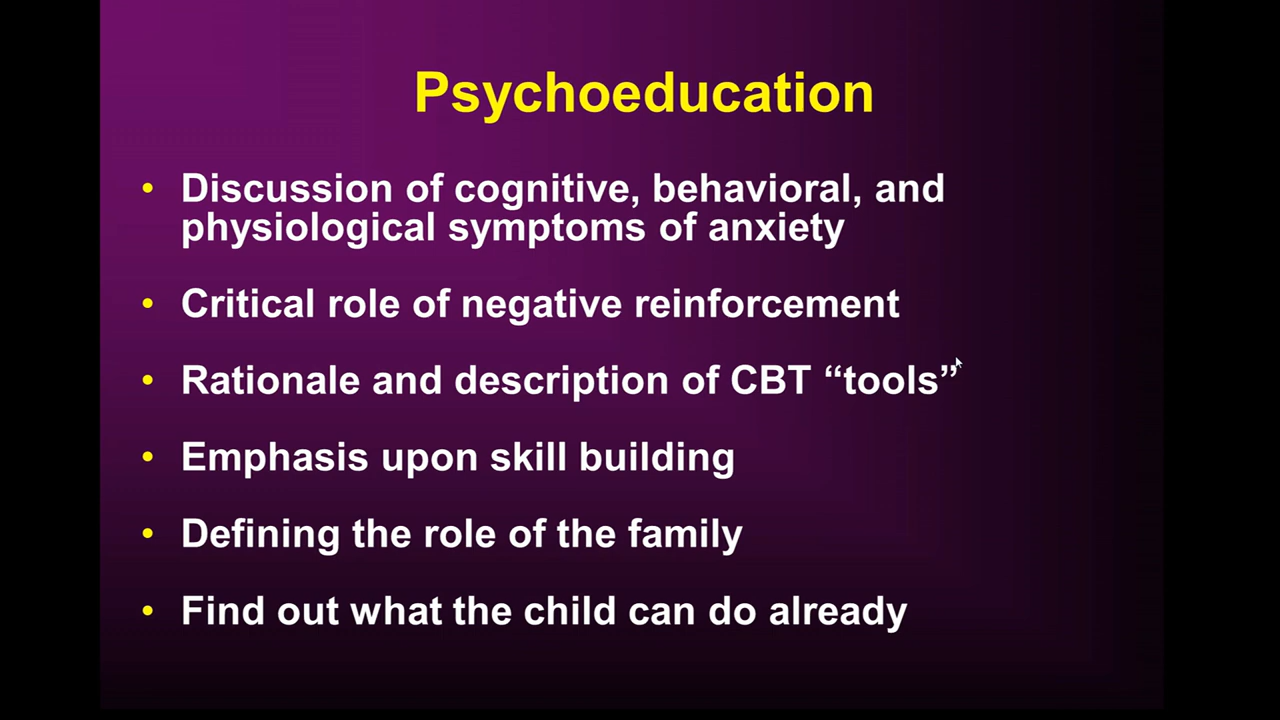 Psychoeducation
• Discussion of cognitive, behavioral, and
physiological symptoms of anxiety
• Critical role of negative reinforcement
• Rationale and description of CBT “tools”
• Emphasis upon skill building
• Defining the role of the family
• Find out what the child can do already